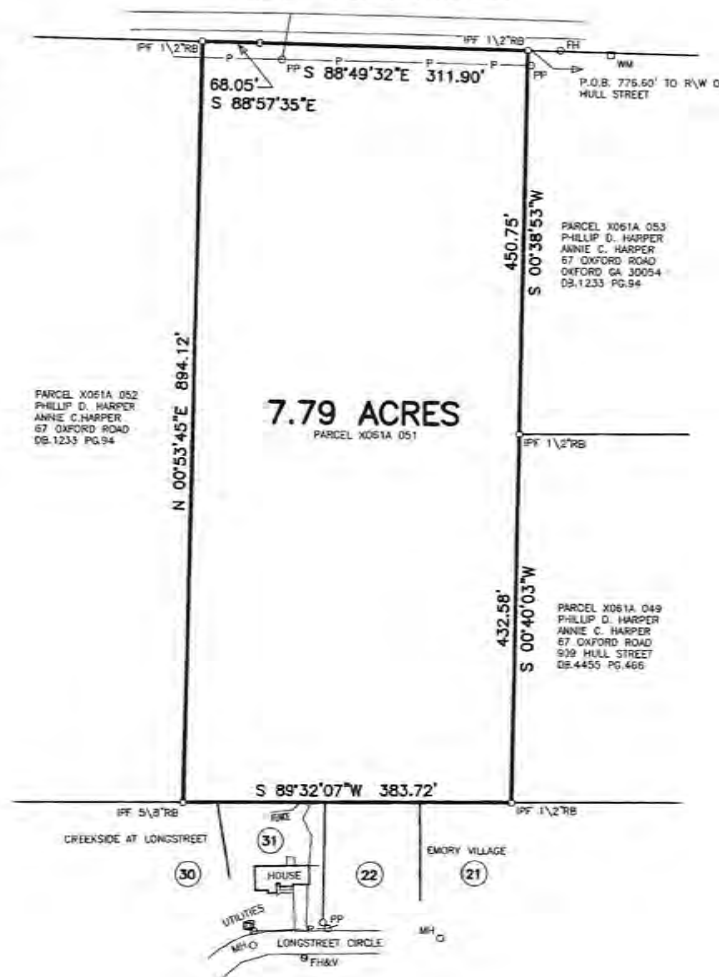 IPF 1\2"RB
IPF 1\2"RB
FH
WM
P
P
P
P
PP
PP
S 88°49'32"E 311.90'
68.05'
S 88°57'35"E
P.O.B. 776.60' TO R\W O
HULL STREET
450.75'
S 00°38'53"W
PARCEL X061A 053
PHILLIP D. HARPER
ANNIE C. HARPER
67 OXFORD ROAD
OXFORD GA 30054
DB.1233 PG.94
N 00°53'45"E 894.12'
PARCEL X061A 052
PHILLIP D. HARPER
ANNIE C.HARPER
67 OXFORD ROAD
DB.1233 PG.94
7.79 ACRES
PARCEL X061A 051
IPF 1\2"RB
432.58'
S 00°40'03"W
PARCEL X061A 049
PHILLIP D. HARPER
ANNIE C. HARPER
67 OXFORD ROAD
909 HULL STREET
DB.4455 PG.466
S 89°32'07"W 383.72'
IPF 5\8"RB
IPF 1\2"RB
FENCE
CREEKSIDE AT LONGSTREET
EMORY VILLAGE
31
30
HOUSE
22
21
UTILITIES
PP
P
MH
LONGSTREET CIRCLE
MH
FH&V